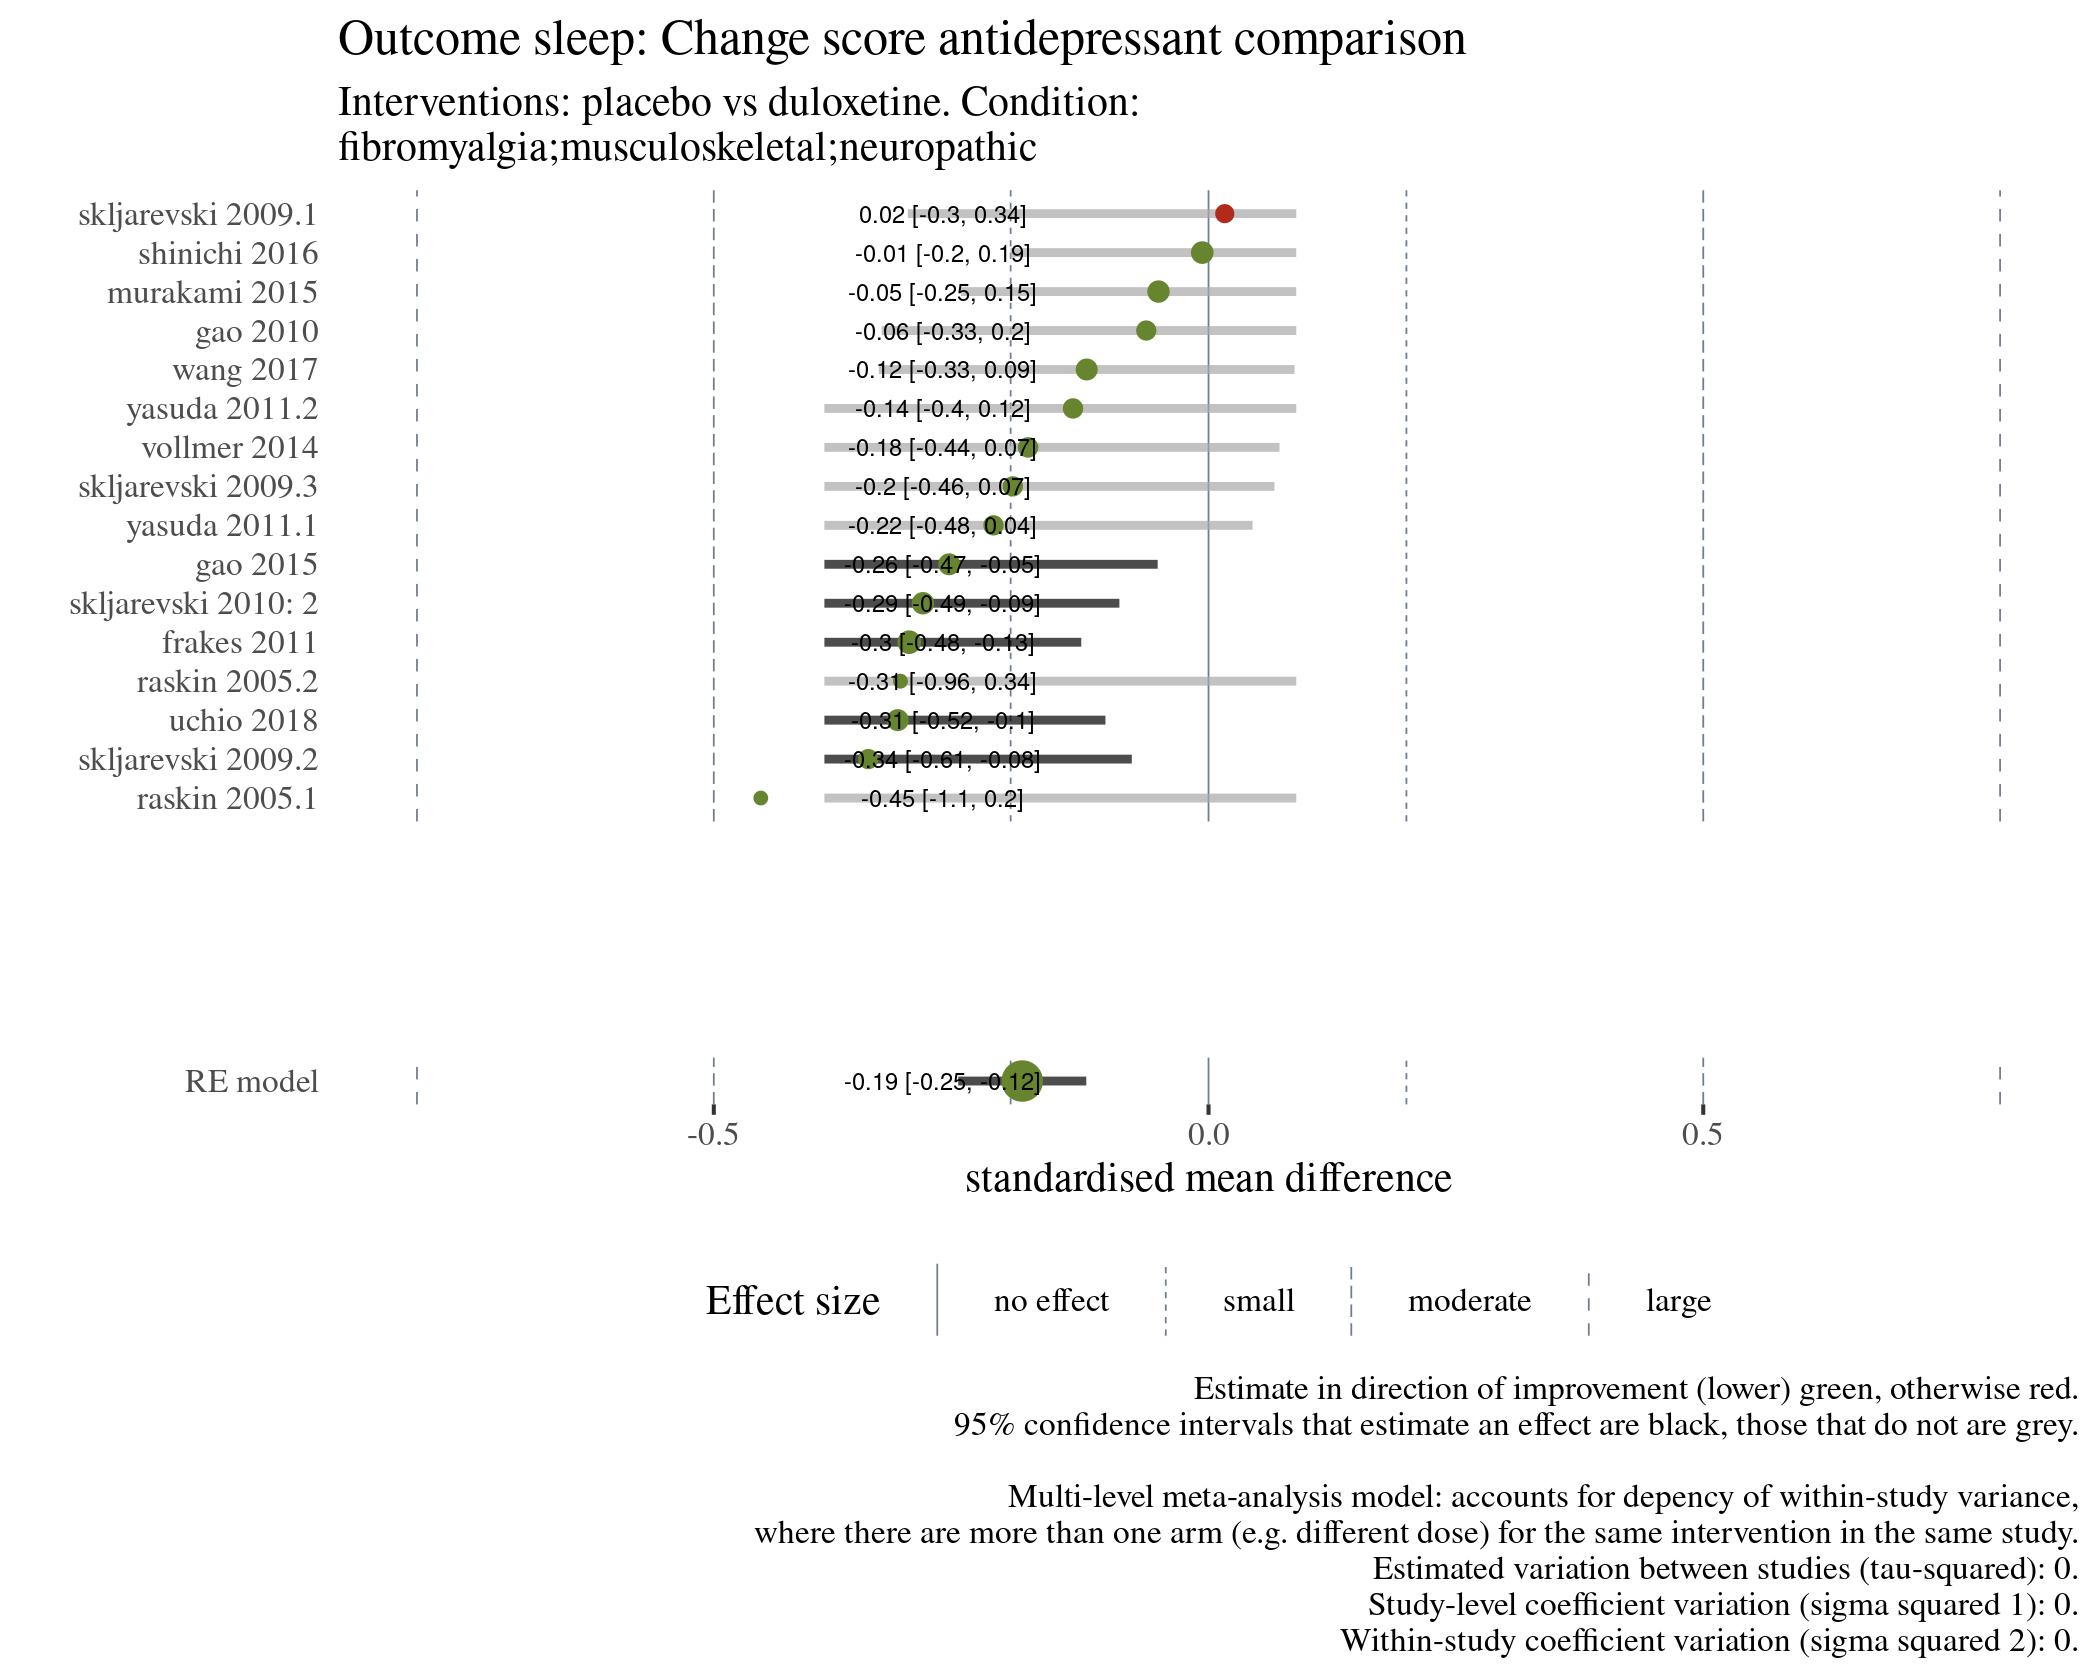 Outcome sleep: Change score antidepressant comparison
Interventions: placebo vs duloxetine. Condition:
fibromyalgia;musculoskeletal;neuropathic
skljarevski 2009.1 0.02 [-0.3, 0.34]
shinichi 2016 -0.01 [-0.2, 0.19]
murakami 2015 -0.05 [-0.25, 0.15]
gao 2010 -0.06 [-0.33, 0.2]
wang 2017 -0.12 [-0.33, 0.09]
yasuda 2011.2 -0.14 [-0.4, 0.12]
vollmer 2014 -0.18 [-0.44, 0.07]
skljarevski 2009.3 -0.2 [-0.46, 0.07]
yasuda 2011.1 -0.22 [-0.48, 0.04]
gao 2015 -0.26 [-0.47, -0.05]
skljarevski 2010: 2 -0.29 [-0.49, -0.09]
frakes 2011 -0.3 [-0.48, -0.13]
raskin 2005.2 -0.31 [-0.96, 0.34]
uchio 2018 -0.31 [-0.52, -0.1]
skljarevski 2009.2 -0.34 [-0.61, -0.08]
raskin 2005.1 -0.45 [-1.1, 0.2]
RE model -0.19 [-0.25, -0.12]
-0.5 0.0 0.5
standardised mean difference
Effect size no effect small moderate large
Estimate in direction of improvement (lower) green, otherwise red.
95% confidence intervals that estimate an effect are black, those that do not are grey.
Multi-level meta-analysis model: accounts for depency of within-study variance,
where there are more than one arm (e.g. different dose) for the same intervention in the same study.
Estimated variation between studies (tau-squared): 0.
Study-level coefficient variation (sigma squared 1): 0.
Within-study coefficient variation (sigma squared 2): 0.